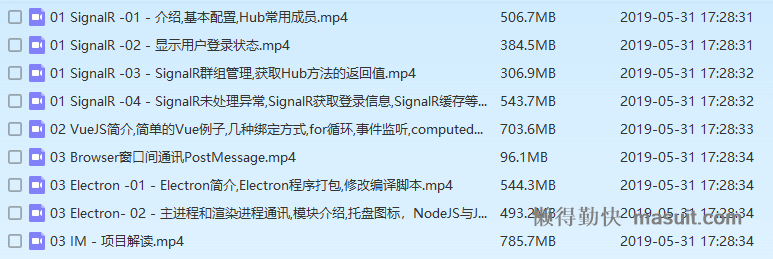 01 SignalR -01 - 介绍,基本配置,Hub常用成员.mp4 506.7MB 2019-05-31 17:28:31
01 SignalR -02 - 显示用户登录状态.mp4 384.5MB 2019-05-31 17:28:31
01 SignalR -03 - SignalR群组管理,获取Hub方法的返回值.mp4 306.9MB 2019-05-31 17:28:32
01 SignalR -04 - SignalR未处理异常,SignalR获取登录信息,SignalR缓存等... 543.7MB 2019-05-31 17:28:32
02 VueJS简介,简单的Vue例子,几种绑定方式,for循环,事件监听,computed... 703.6MB 2019-05-31 17:28:33
03 Browser窗口间通讯PostMessage.mp4 96.1MB 2019-05-31 17:28:34
03 Electron -01 - Electron简介,Electron程序打包,修改编译脚本.mp4 544.3MB 2019-05-31 17:28:34
03 Electron- 02 - 主进程和渲染进程通讯,模块介绍,托盘图标，NodeJS与J... 493.2MB 2019-05-31 17:28:34
懒得勤快 masuit.com
03 IM - 项目解读.mp4 785.7MB 2019-05-31 17:28:34